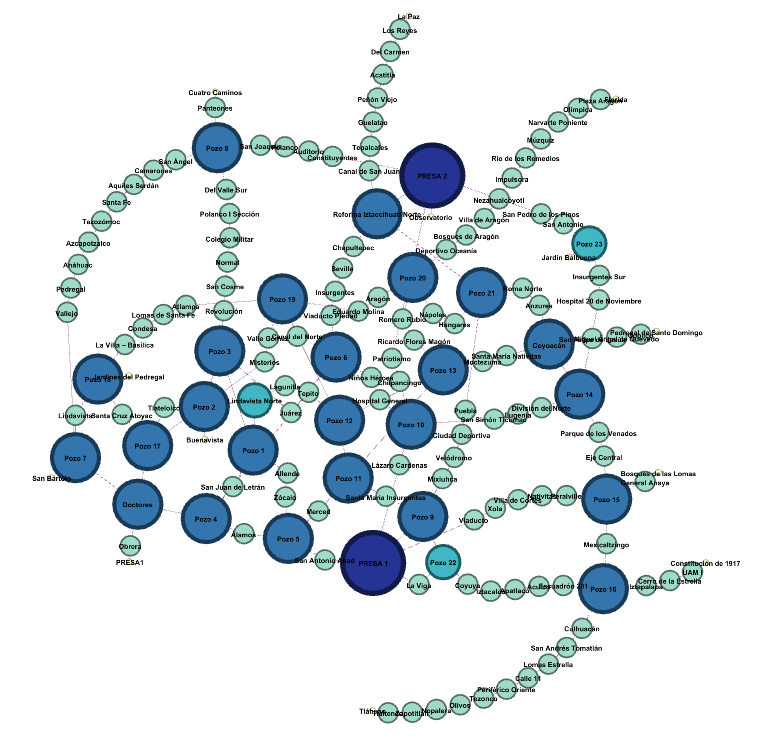 La Paz
Los Reyes
Del Carmen
Acatitla
Cuatro Caminos
Peñón Viejo
Plaza Aragón
Panteones
Olímpica
Guelatao
Narvarte Poniente
Múzquiz
Pozo 8
San Joaquín
Polanco
Auditorio
Constituyentes
Tepalcates
Río de los Remedios
San Angel
Camarones
Canal de San Juan
PRESA 2
Impulsora
Aquiles Serdán
Del Valle Sur
Santa Fe
Nezahualcóyotl
Polanco I Sección
Reforma Iztaccihuatl Norte
Observatorio
San Pedro de los Pinos
Tezozómoc
Villa de Aragón
San Antonio
Colegio Militar
Bosques de Aragón
Pozo 23
Azcapotzalco
Chapultepec
Deportivo Oceanía
Jardín Balbuena
Normal
Anáhuac
Sevilla
Pozo 20
Insurgentes Sur
San Cosme
Pedregal
Insurgentes
Pozo 21
Roma Norte
Pozo 19
Aragón
Hospital 20 de Noviembre
Anzures
Atlampa
Lomas de Santa Fe
Revolución
Viaducto Piedad
Eduardo Molina
Nápoles
Vallejo
Romero Rubio
Hangares
Condesa
Valle Gómez
Canal del Norte
Pedregal de Santo Domingo
La Villa – Basílica
Pozo 3
Ricardo Flores Magón
Coyoacán
Misterios
Pozo 6
Patriotismo
Moctezuma
Santa María Nativitas
Jardines del Pedregal
Niños Héroes
Pozo 13
Chilpancingo
Lagunilla
Tepito
Pozo 14
Lindavista Norte
Hospital General
Tlatelolco
Pozo 2
Juárez
Puebla
División del Norte
Lindavista
Santa Cruz Atoyac
Eugenia
San Simón Ticumac
Pozo 12
Pozo 10
Parque de los Venados
Buenavista
Pozo 17
Ciudad Deportiva
Pozo 1
Pozo 7
Eje Central
Velódromo
Lázaro Cardenas
Allende
Bosques de las Lomas
San Bartolo
Pozo 11
Mixiuhca
General Anaya
San Juan de Letrán
Zócalo
Santa María Insurgentes
Nativitas
Portales
Pozo 15
Villa de Cortés
Doctores
Xola
Merced
Pozo 9
Pozo 4
Viaducto
Álamos
Pozo 5
Obrera
Mexicaltzingo
San Antonio Abad
PRESA 1
Pozo 22
PRESA1
Constitución de 1917
UAM I
Cerro de la Estrella
La Viga
Coyuya
Iztacalco
Apatlaco
Aculco
Escuadrón 201
Pozo 16
Iztapalapa
Culhuacán
San Andrés Tomatlán
Lomas Estrella
Calle 11
Periférico Oriente
Tezonco
Olivos
Nopalera
Zapotitlán